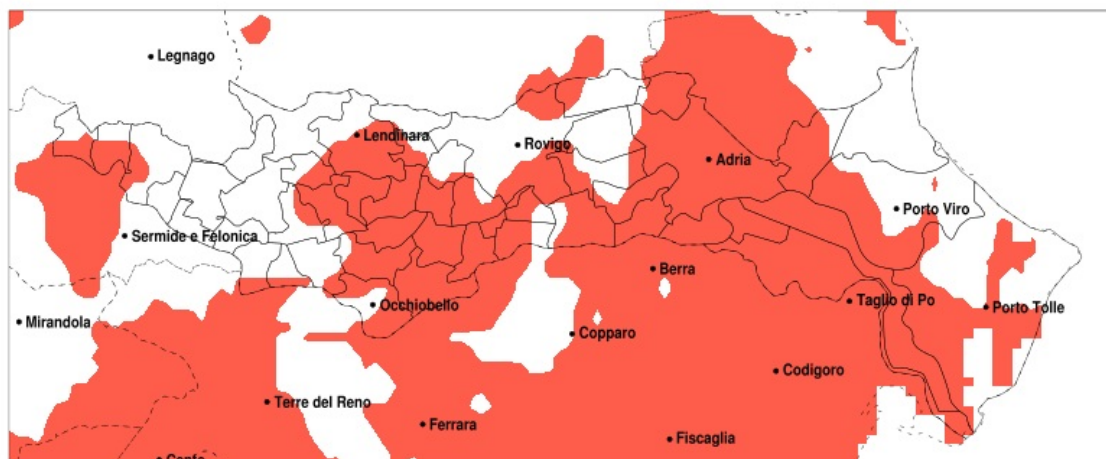 Legnago
Lendinara
Rovigo
Adria
Porto Viro
Sermide e Felonica
Berra
Taglio di Po
Occhiobello
Porto Tolle
Mirandola
Copparo
Codigoro
Terre del Reno
Ferrara
Fiscaglia